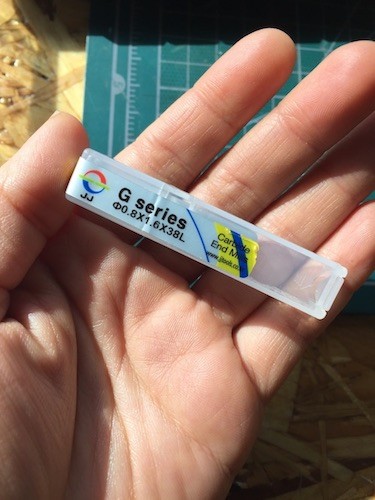 JJ
G series
Φ0.8X1.6X38L
Carbide
End Mill